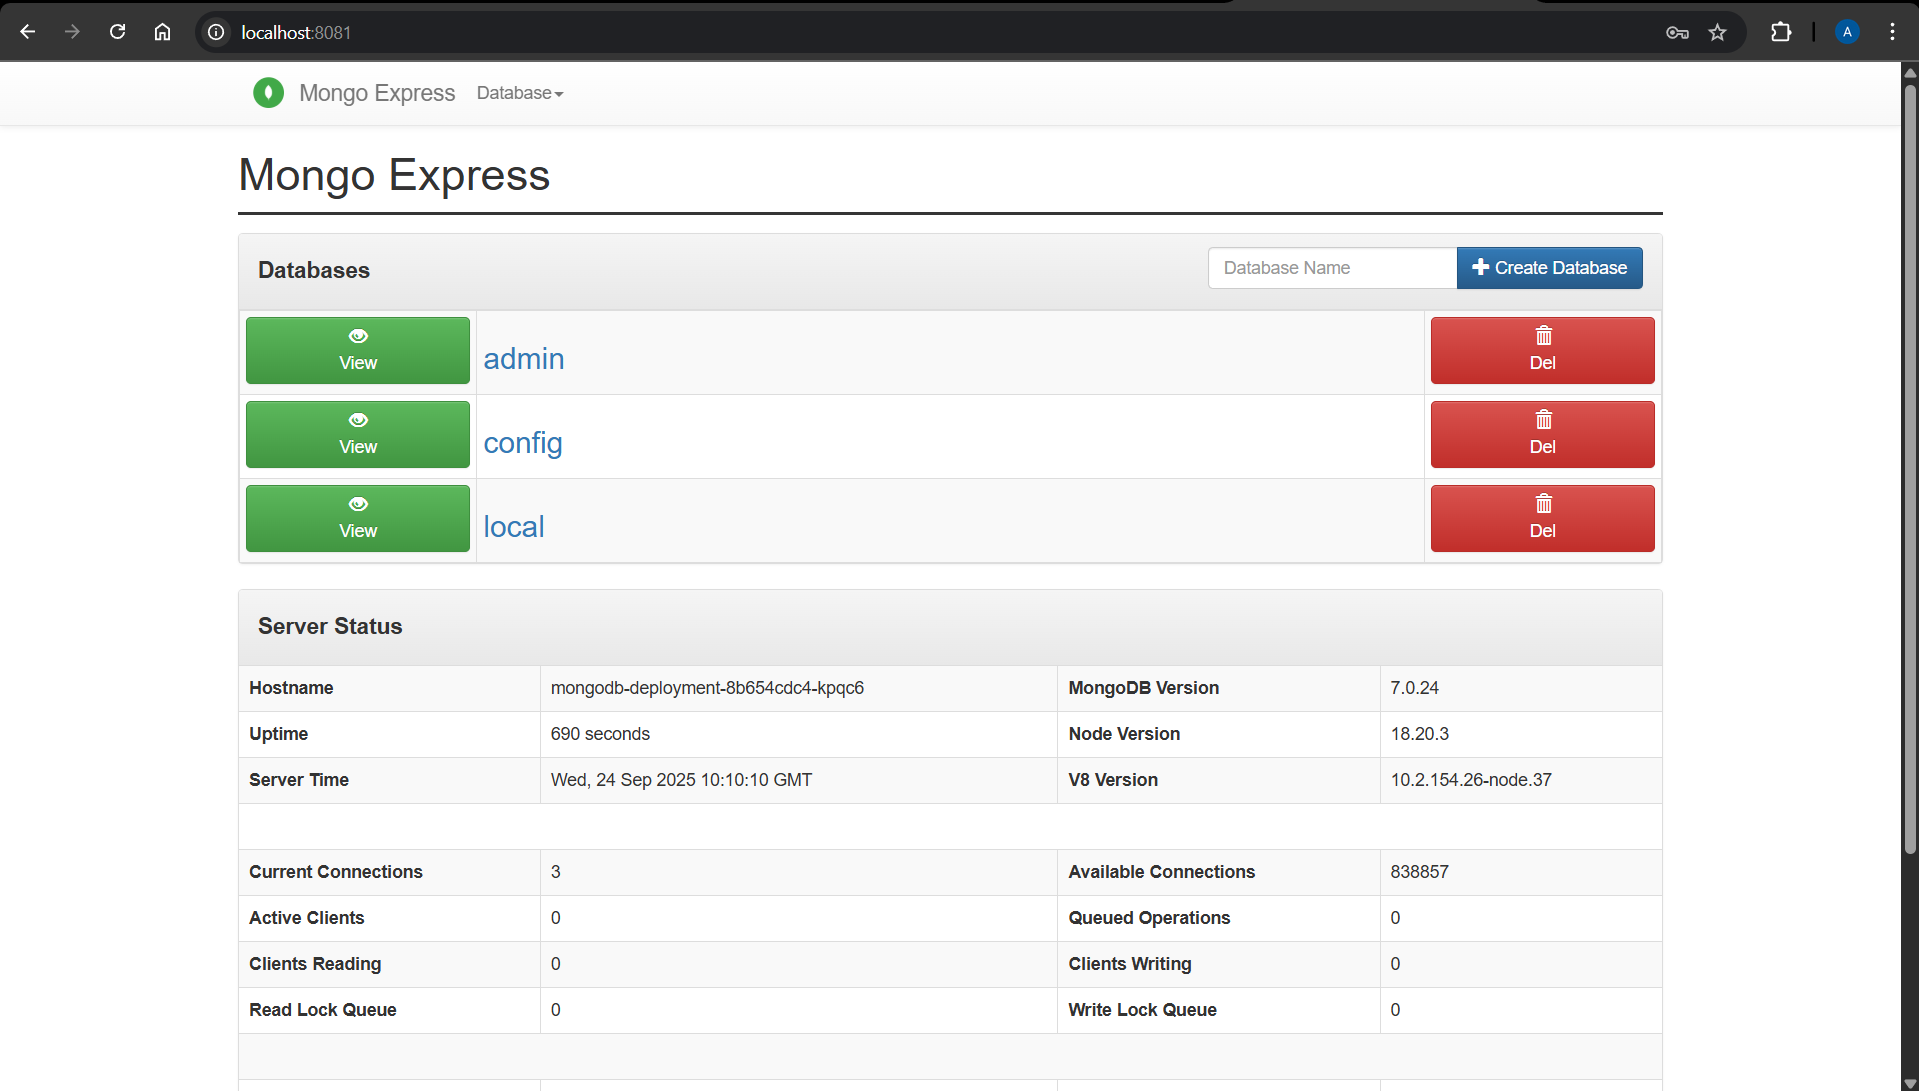 localhost:8081
A
Mongo Express Database
Mongo Express
Databases
Database Name
Create Database
View admin Del
View config Del
View local Del
Server Status
Hostname mongodb-deployment-8b654cdc4-kpqc6 MongoDB Version 7.0.24
Uptime 690 seconds Node Version 18.20.3
Server Time Wed, 24 Sep 2025 10:10:10 GMT V8 Version 10.2.154.26-node.37
Current Connections 3 Available Connections 838857
Active Clients 0 Queued Operations 0
Clients Reading 0 Clients Writing 0
Read Lock Queue 0 Write Lock Queue 0